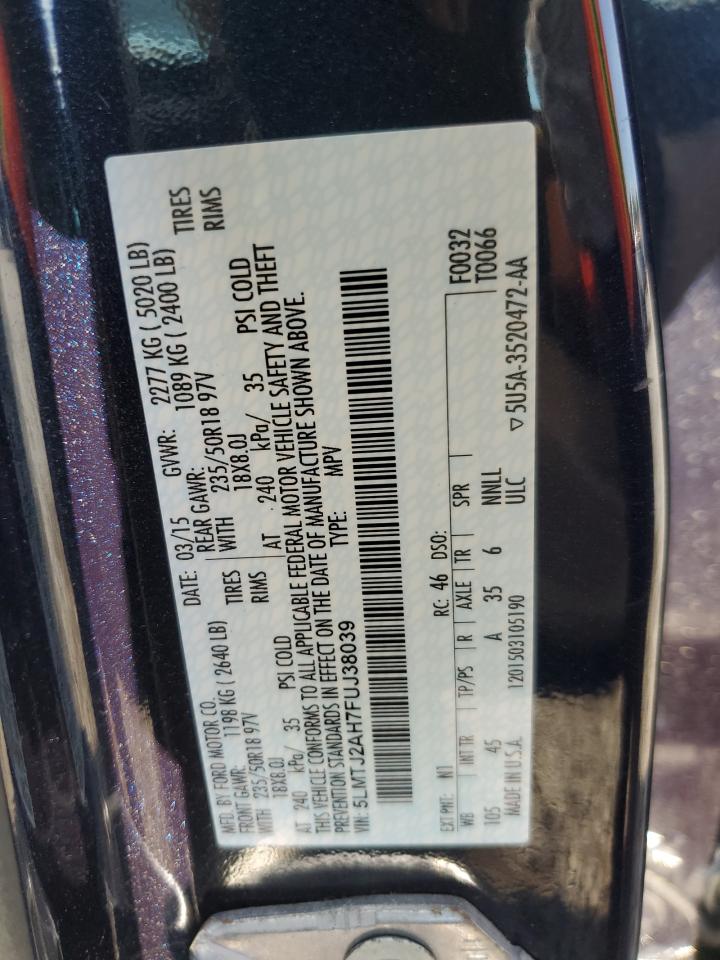 MFD. BY FORD MOTOR CO. DATE: 03/15 GVWR: 2277 KG ( 5020 LB)
FRONT GAWR: 1198 KG ( 2640 LB) REAR GAWR: 1089 KG ( 2400 LB)
WITH 235/50R18 97V TIRES WITH 235/50R18 97V TIRES
18X8.0J RIMS 18X8.0J RIMS
AT 240 kPa/ 35 PSI COLD AT 240 kPa/ 35 PSI COLD
THIS VEHICLE CONFORMS TO ALL APPLICABLE FEDERAL MOTOR VEHICLE SAFETY AND THEFT
PREVENTION STANDARDS IN EFFECT ON THE DATE OF MANUFACTURE SHOWN ABOVE.
VIN: 5LMTJ2AH7FUJ38039 TYPE: MPV
EXT PNT: N1 RC: 46 DSO: F0032
WB INT TR TP/PS R AXLE TR SPR T0066
105 45 A 35 6 NNLL
MADE IN U.S.A. 1201503105190 ULC ▽5U5A-3520472-AA